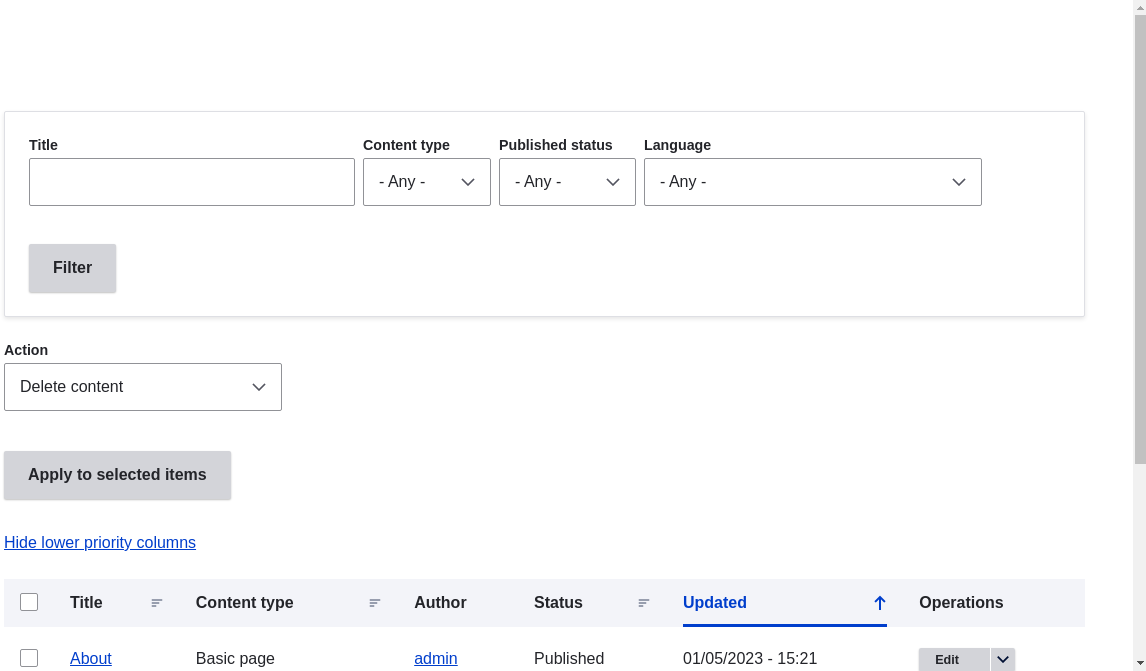 Title Content type Published status Language
- Any - - Any - - Any -
Filter
Action
Delete content
Apply to selected items
Hide lower priority columns
Title Content type Author Status Updated Operations
About Basic page admin Published 01/05/2023 - 15:21 Edit